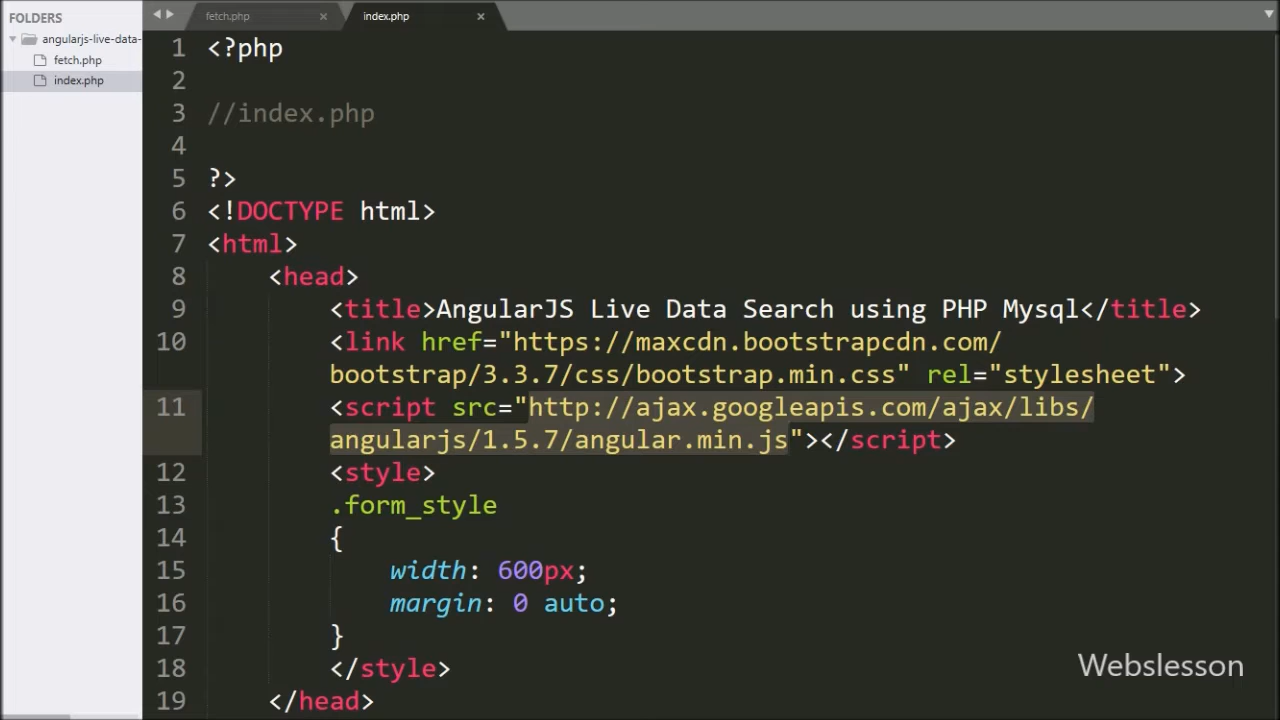 FOLDERS
angularjs-live-data-
fetch.php
index.php
fetch.php × index.php ×
1 <?php
2
3 //index.php
4
5 ?>
6 <!DOCTYPE html>
7 <html>
8 <head>
9 <title>AngularJS Live Data Search using PHP Mysql</title>
10 <link href="https://maxcdn.bootstrapcdn.com/
bootstrap/3.3.7/css/bootstrap.min.css" rel="stylesheet">
11 <script src="http://ajax.googleapis.com/ajax/libs/
angularjs/1.5.7/angular.min.js"></script>
12 <style>
13 .form_style
14 {
15 width: 600px;
16 margin: 0 auto;
17 }
18 </style>
19 </head>
Webslesson